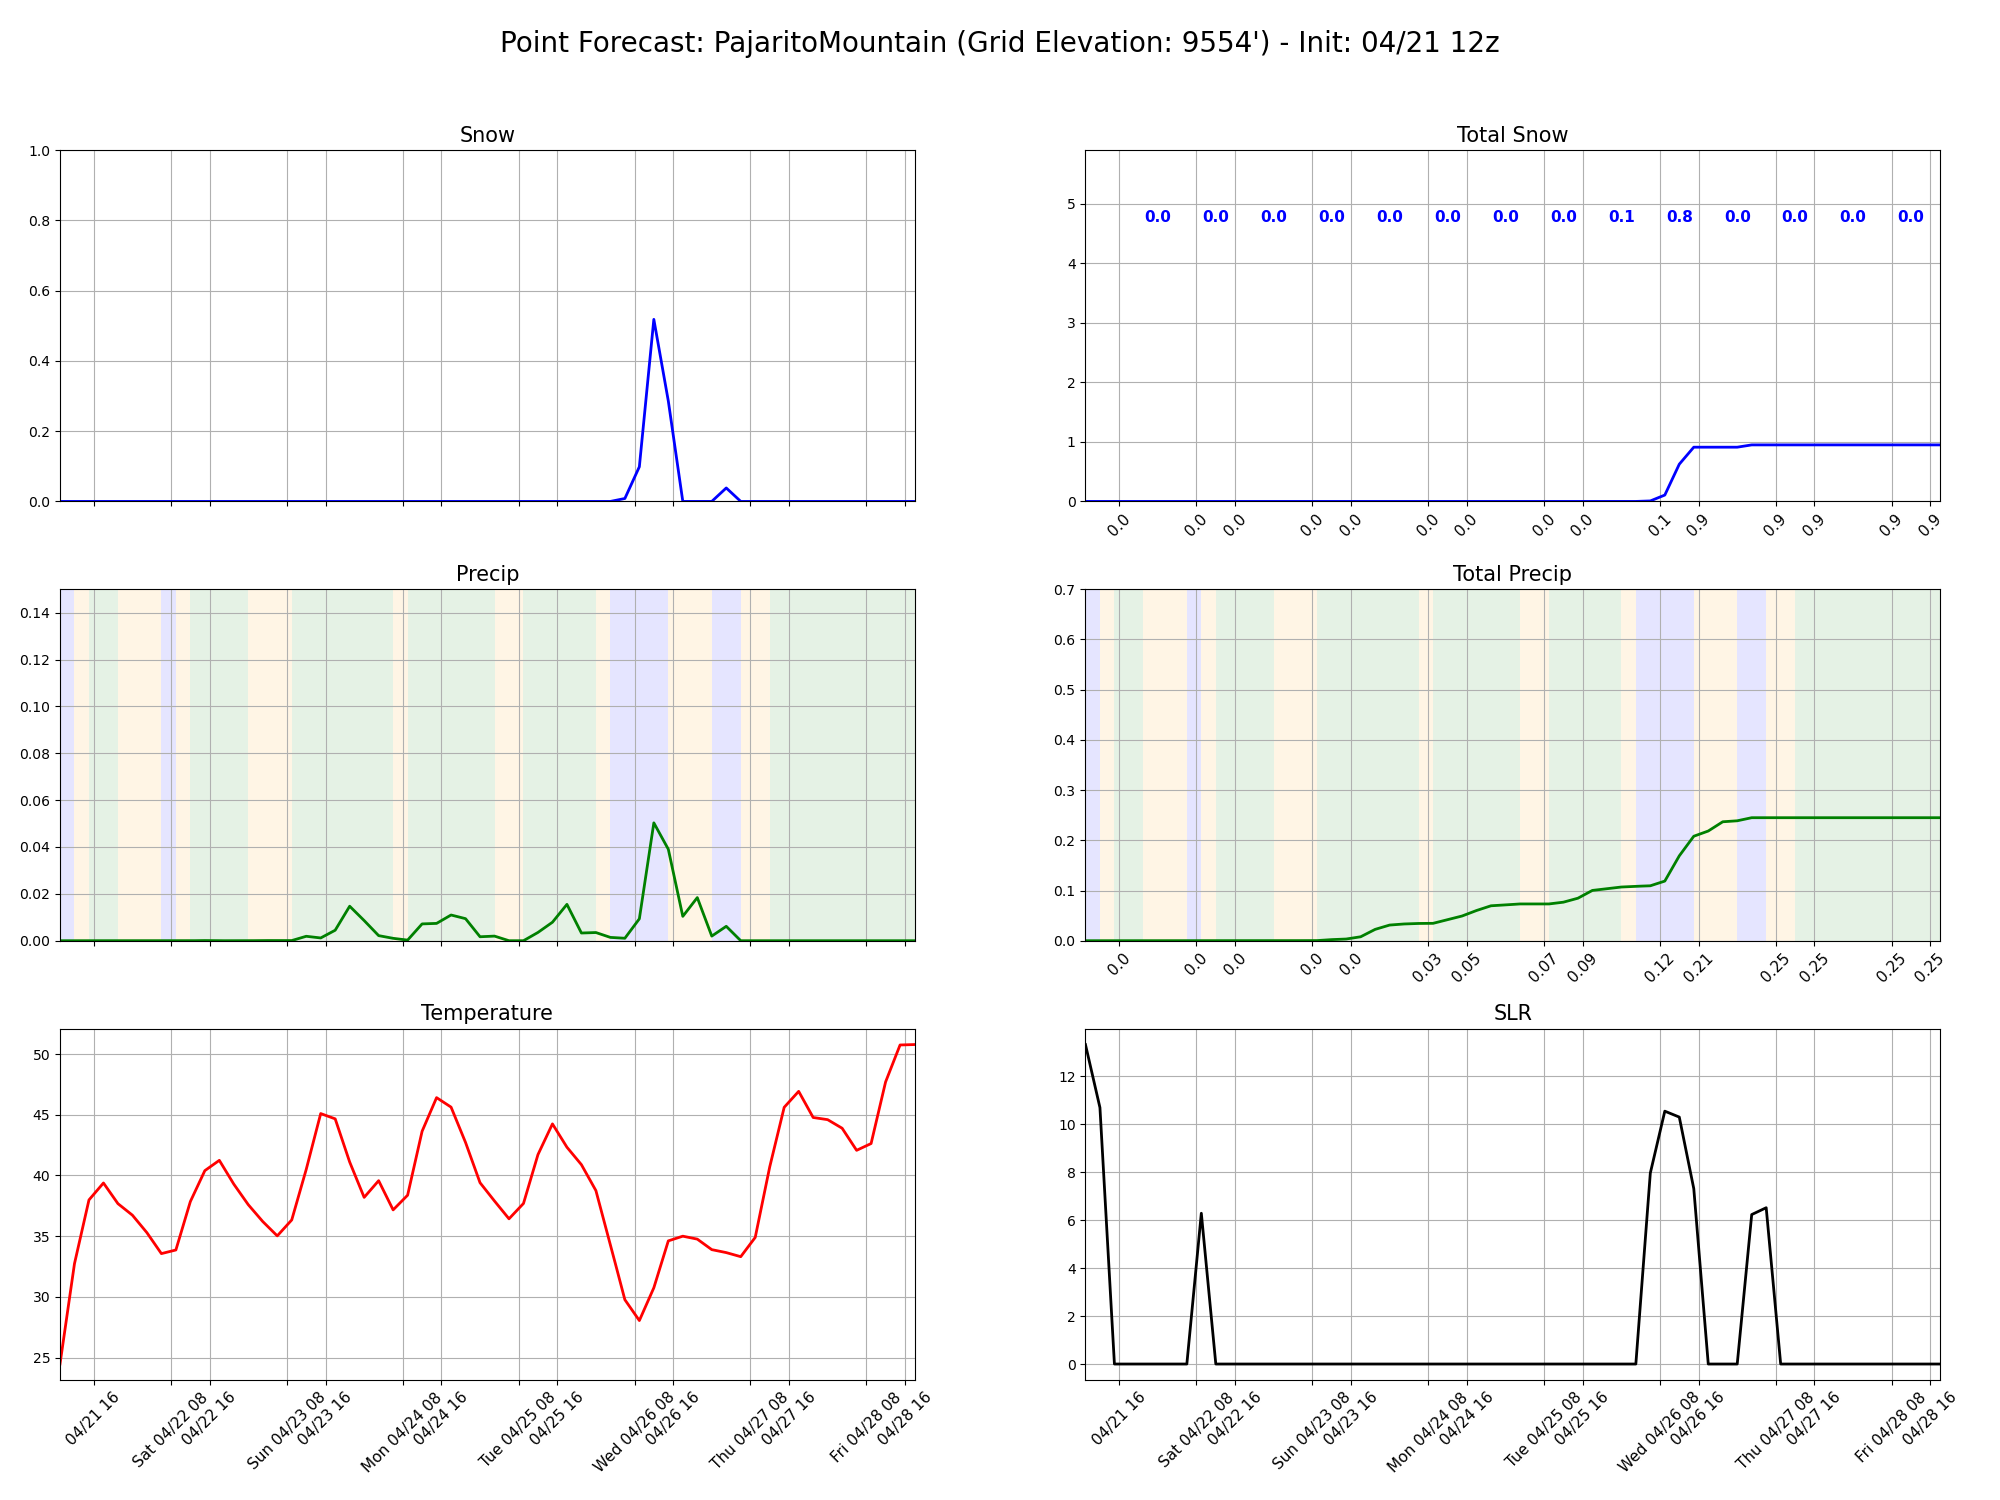 Point Forecast: PajaritoMountain (Grid Elevation: 9554') - Init: 04/21 12z
Snow
1.0
0.8
0.6
0.4
0.2
0.0
Total Snow
5
4
3
2
1
0
0.0 0.0 0.0 0.0 0.0 0.0 0.0 0.0 0.1 0.8 0.0 0.0 0.0 0.0
0.0 0.0 0.0 0.0 0.0 0.0 0.0 0.0 0.0 0.1 0.9 0.9 0.9 0.9 0.9
Precip
0.14
0.12
0.10
0.08
0.06
0.04
0.02
0.00
Total Precip
0.7
0.6
0.5
0.4
0.3
0.2
0.1
0.0
0.0 0.0 0.0 0.0 0.0 0.03 0.05 0.07 0.09 0.12 0.21 0.25 0.25 0.25 0.25
Temperature
50
45
40
35
30
25
04/21 16
Sat 04/22 08
04/22 16
Sun 04/23 08
04/23 16
Mon 04/24 08
04/24 16
Tue 04/25 08
04/25 16
Wed 04/26 08
04/26 16
Thu 04/27 08
04/27 16
Fri 04/28 08
04/28 16
SLR
12
10
8
6
4
2
0
04/21 16
Sat 04/22 08
04/22 16
Sun 04/23 08
04/23 16
Mon 04/24 08
04/24 16
Tue 04/25 08
04/25 16
Wed 04/26 08
04/26 16
Thu 04/27 08
04/27 16
Fri 04/28 08
04/28 16